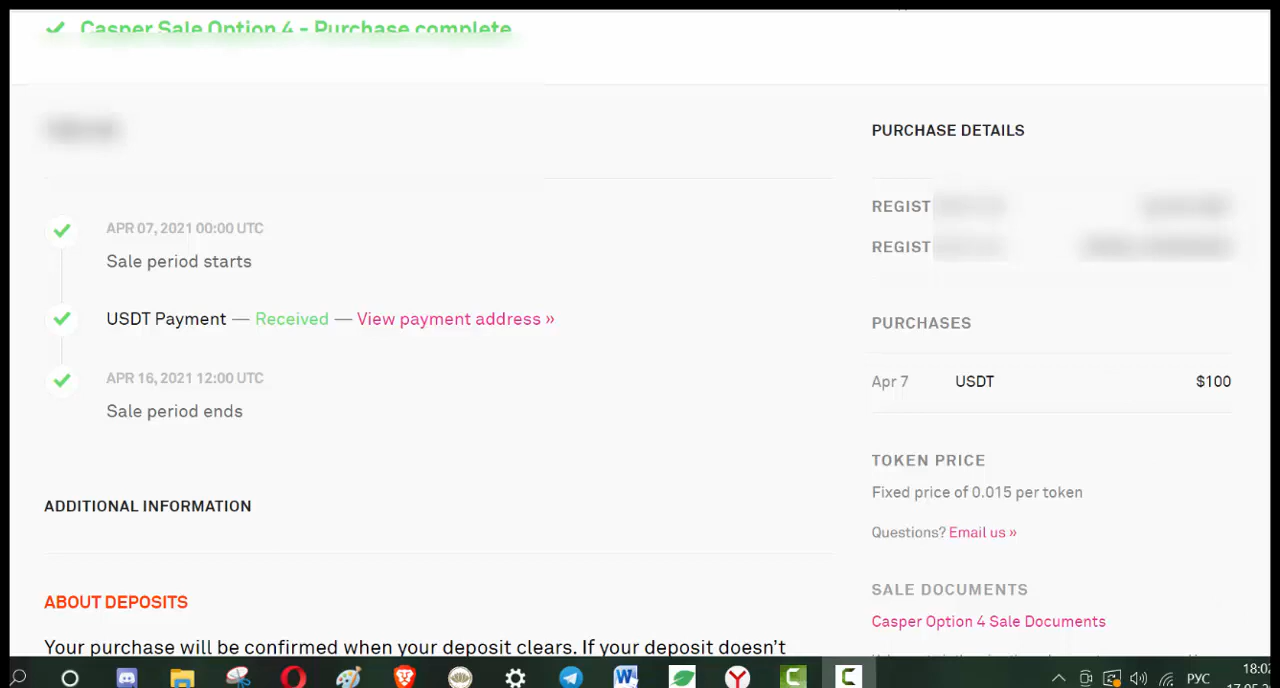 Casper Sale Option 4 - Purchase complete
APR 07, 2021 00:00 UTC
Sale period starts
USDT Payment — Received — View payment address »
APR 16, 2021 12:00 UTC
Sale period ends
ADDITIONAL INFORMATION
ABOUT DEPOSITS
Your purchase will be confirmed when your deposit clears. If your deposit doesn't
PURCHASE DETAILS
REGIST
REGIST
PURCHASES
Apr 7 USDT $100
TOKEN PRICE
Fixed price of 0.015 per token
Questions? Email us »
SALE DOCUMENTS
Casper Option 4 Sale Documents
РУС
18:02